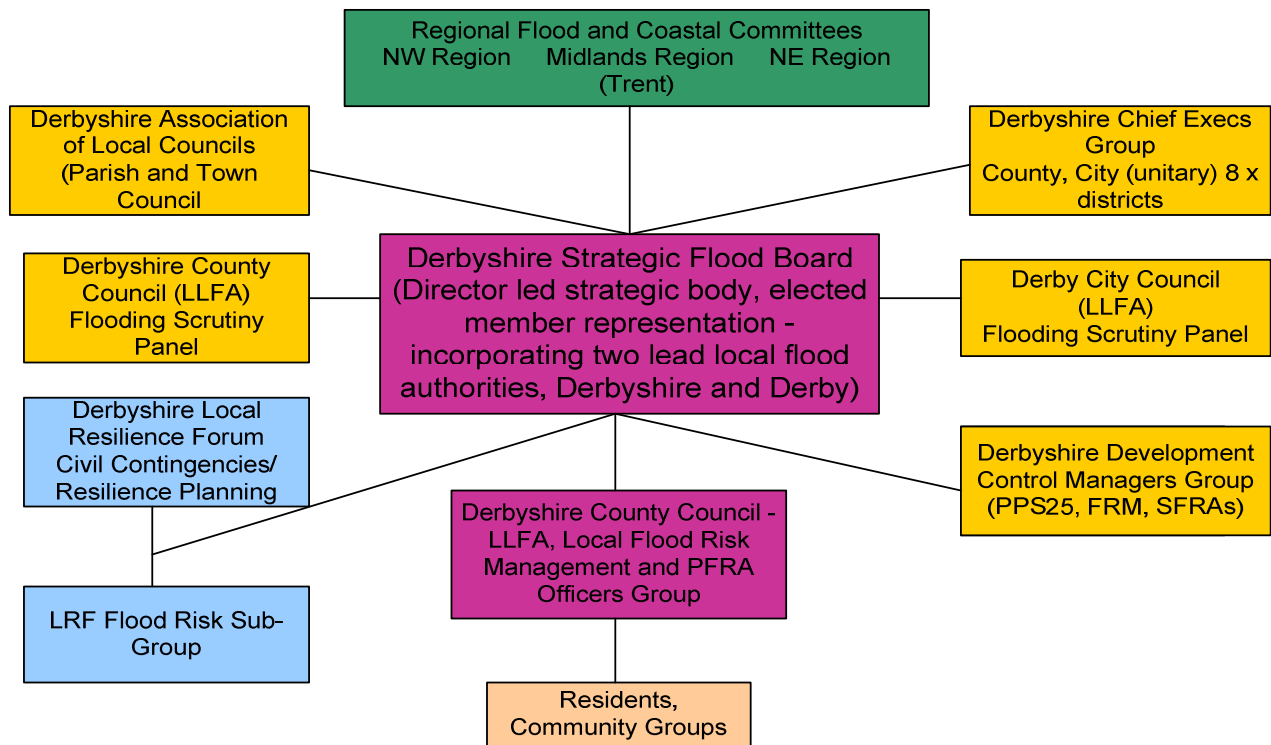 Regional Flood and Coastal Committees
NW Region Midlands Region NE Region
(Trent)
Derbyshire Association
of Local Councils
(Parish and Town
Council
Derbyshire Chief Execs
Group
County, City (unitary) 8 x
districts
Derbyshire Strategic Flood Board
(Director led strategic body, elected
member representation -
incorporating two lead local flood
authorities, Derbyshire and Derby)
Derbyshire County
Council (LLFA)
Flooding Scrutiny
Panel
Derby City Council
(LLFA)
Flooding Scrutiny Panel
Derbyshire Local
Resilience Forum
Civil Contingencies/
Resilience Planning
Derbyshire Development
Control Managers Group
(PPS25, FRM, SFRAs)
Derbyshire County Council -
LLFA, Local Flood Risk
Management and PFRA
Officers Group
LRF Flood Risk Sub-
Group
Residents,
Community Groups